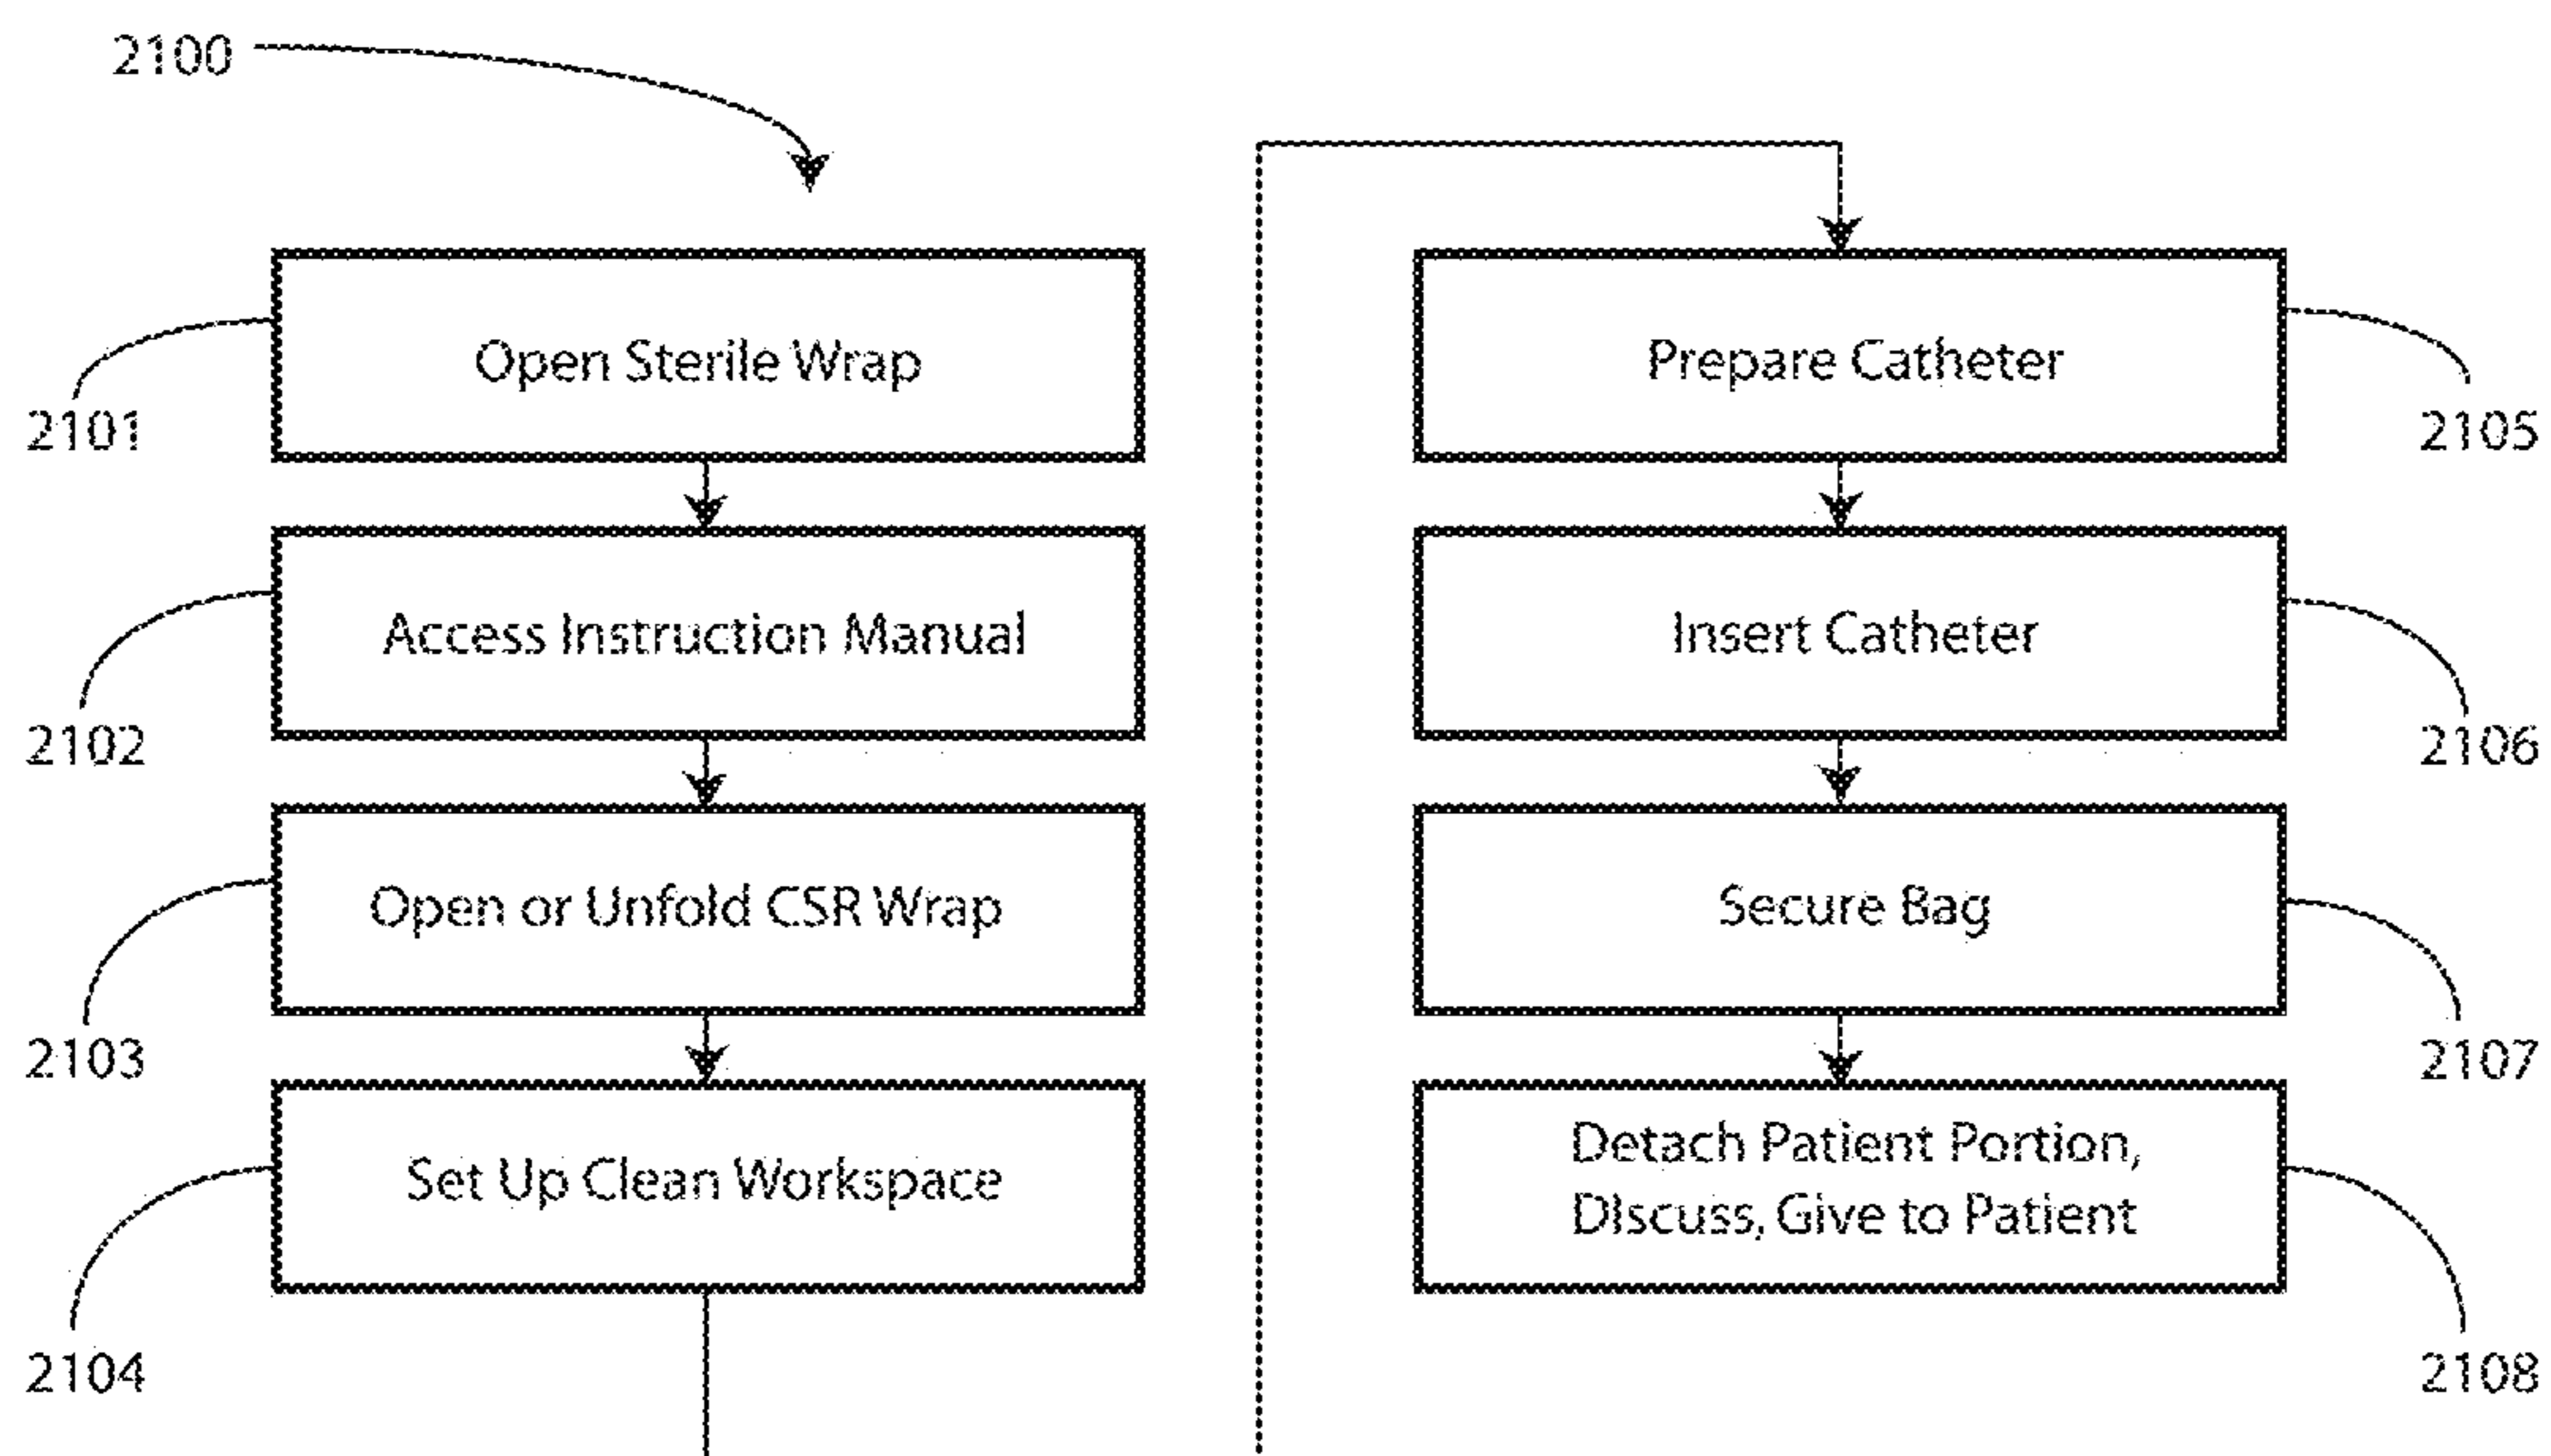 2100
Open Sterile Wrap
2101
Access Instruction Manual
2102
Open or Unfold CSR Wrap
2103
Set Up Clean Workspace
2104
Prepare Catheter
2105
Insert Catheter
2106
Secure Bag
2107
Detach Patient Portion,
DIscuss, Give to Patient
2108